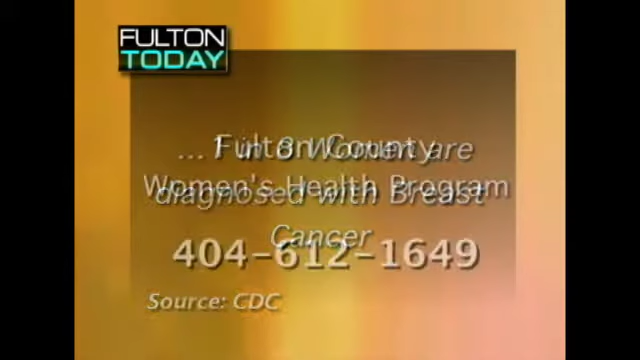 FULTON
TODAY
... 1 in 8 Women are
diagnosed with Breast
Cancer
Fulton County
Women's Health Program
404-612-1649
Source: CDC